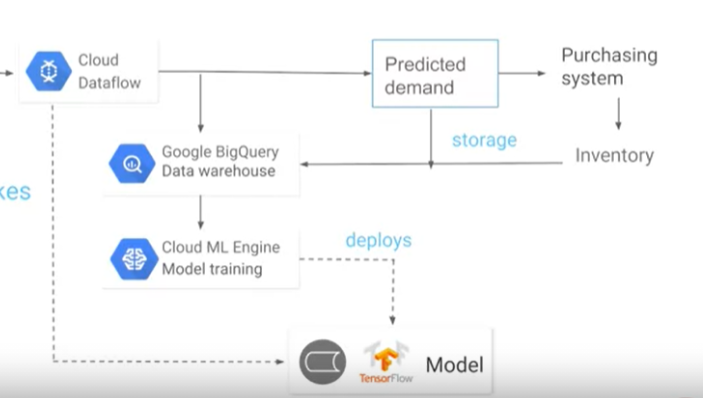 Cloud
Dataflow
Predicted
demand
Purchasing
system
storage
Google BigQuery
Data warehouse
Inventory
Cloud ML Engine
Model training
deploys
TensorFlow
Model